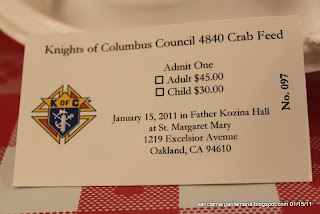 Knights of Columbus Council 4840 Crab Feed
Admit One
Adult $45.00
Child $30.00
K OF C
January 15, 2011 in Father Kozina Hall
at St. Margaret Mary
1219 Excelsior Avenue
Oakland, CA 94610
No. 097
sanctamargaritamaria.blogspot.com 01/15/11